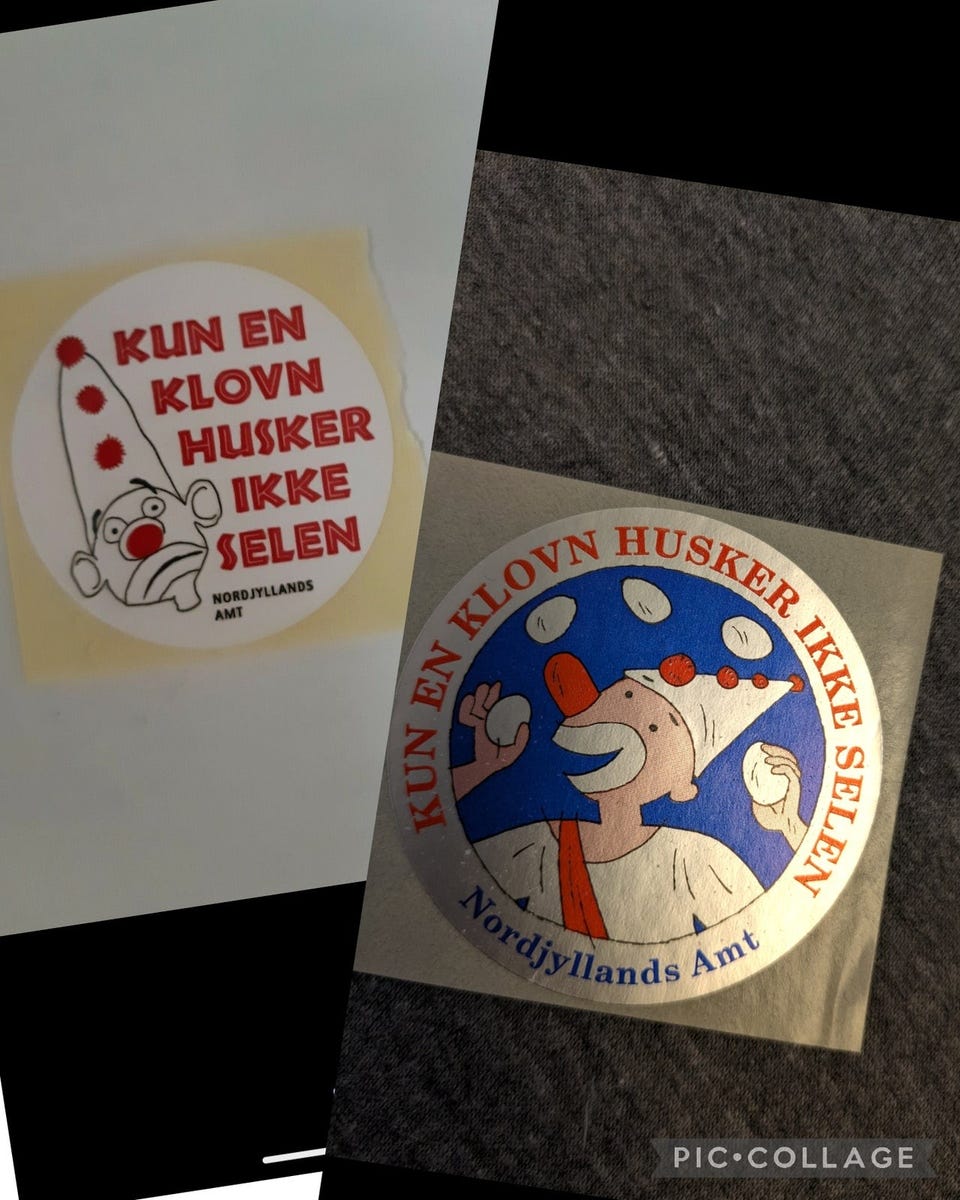 KUN EN
KLOVN
HUSKER
IKKE
SELEN
NORDJYLLANDS
AMT
KUN EN KLOVN HUSKER IKKE SELEN
Nordjyllands Amt
PIC•COLLAGE